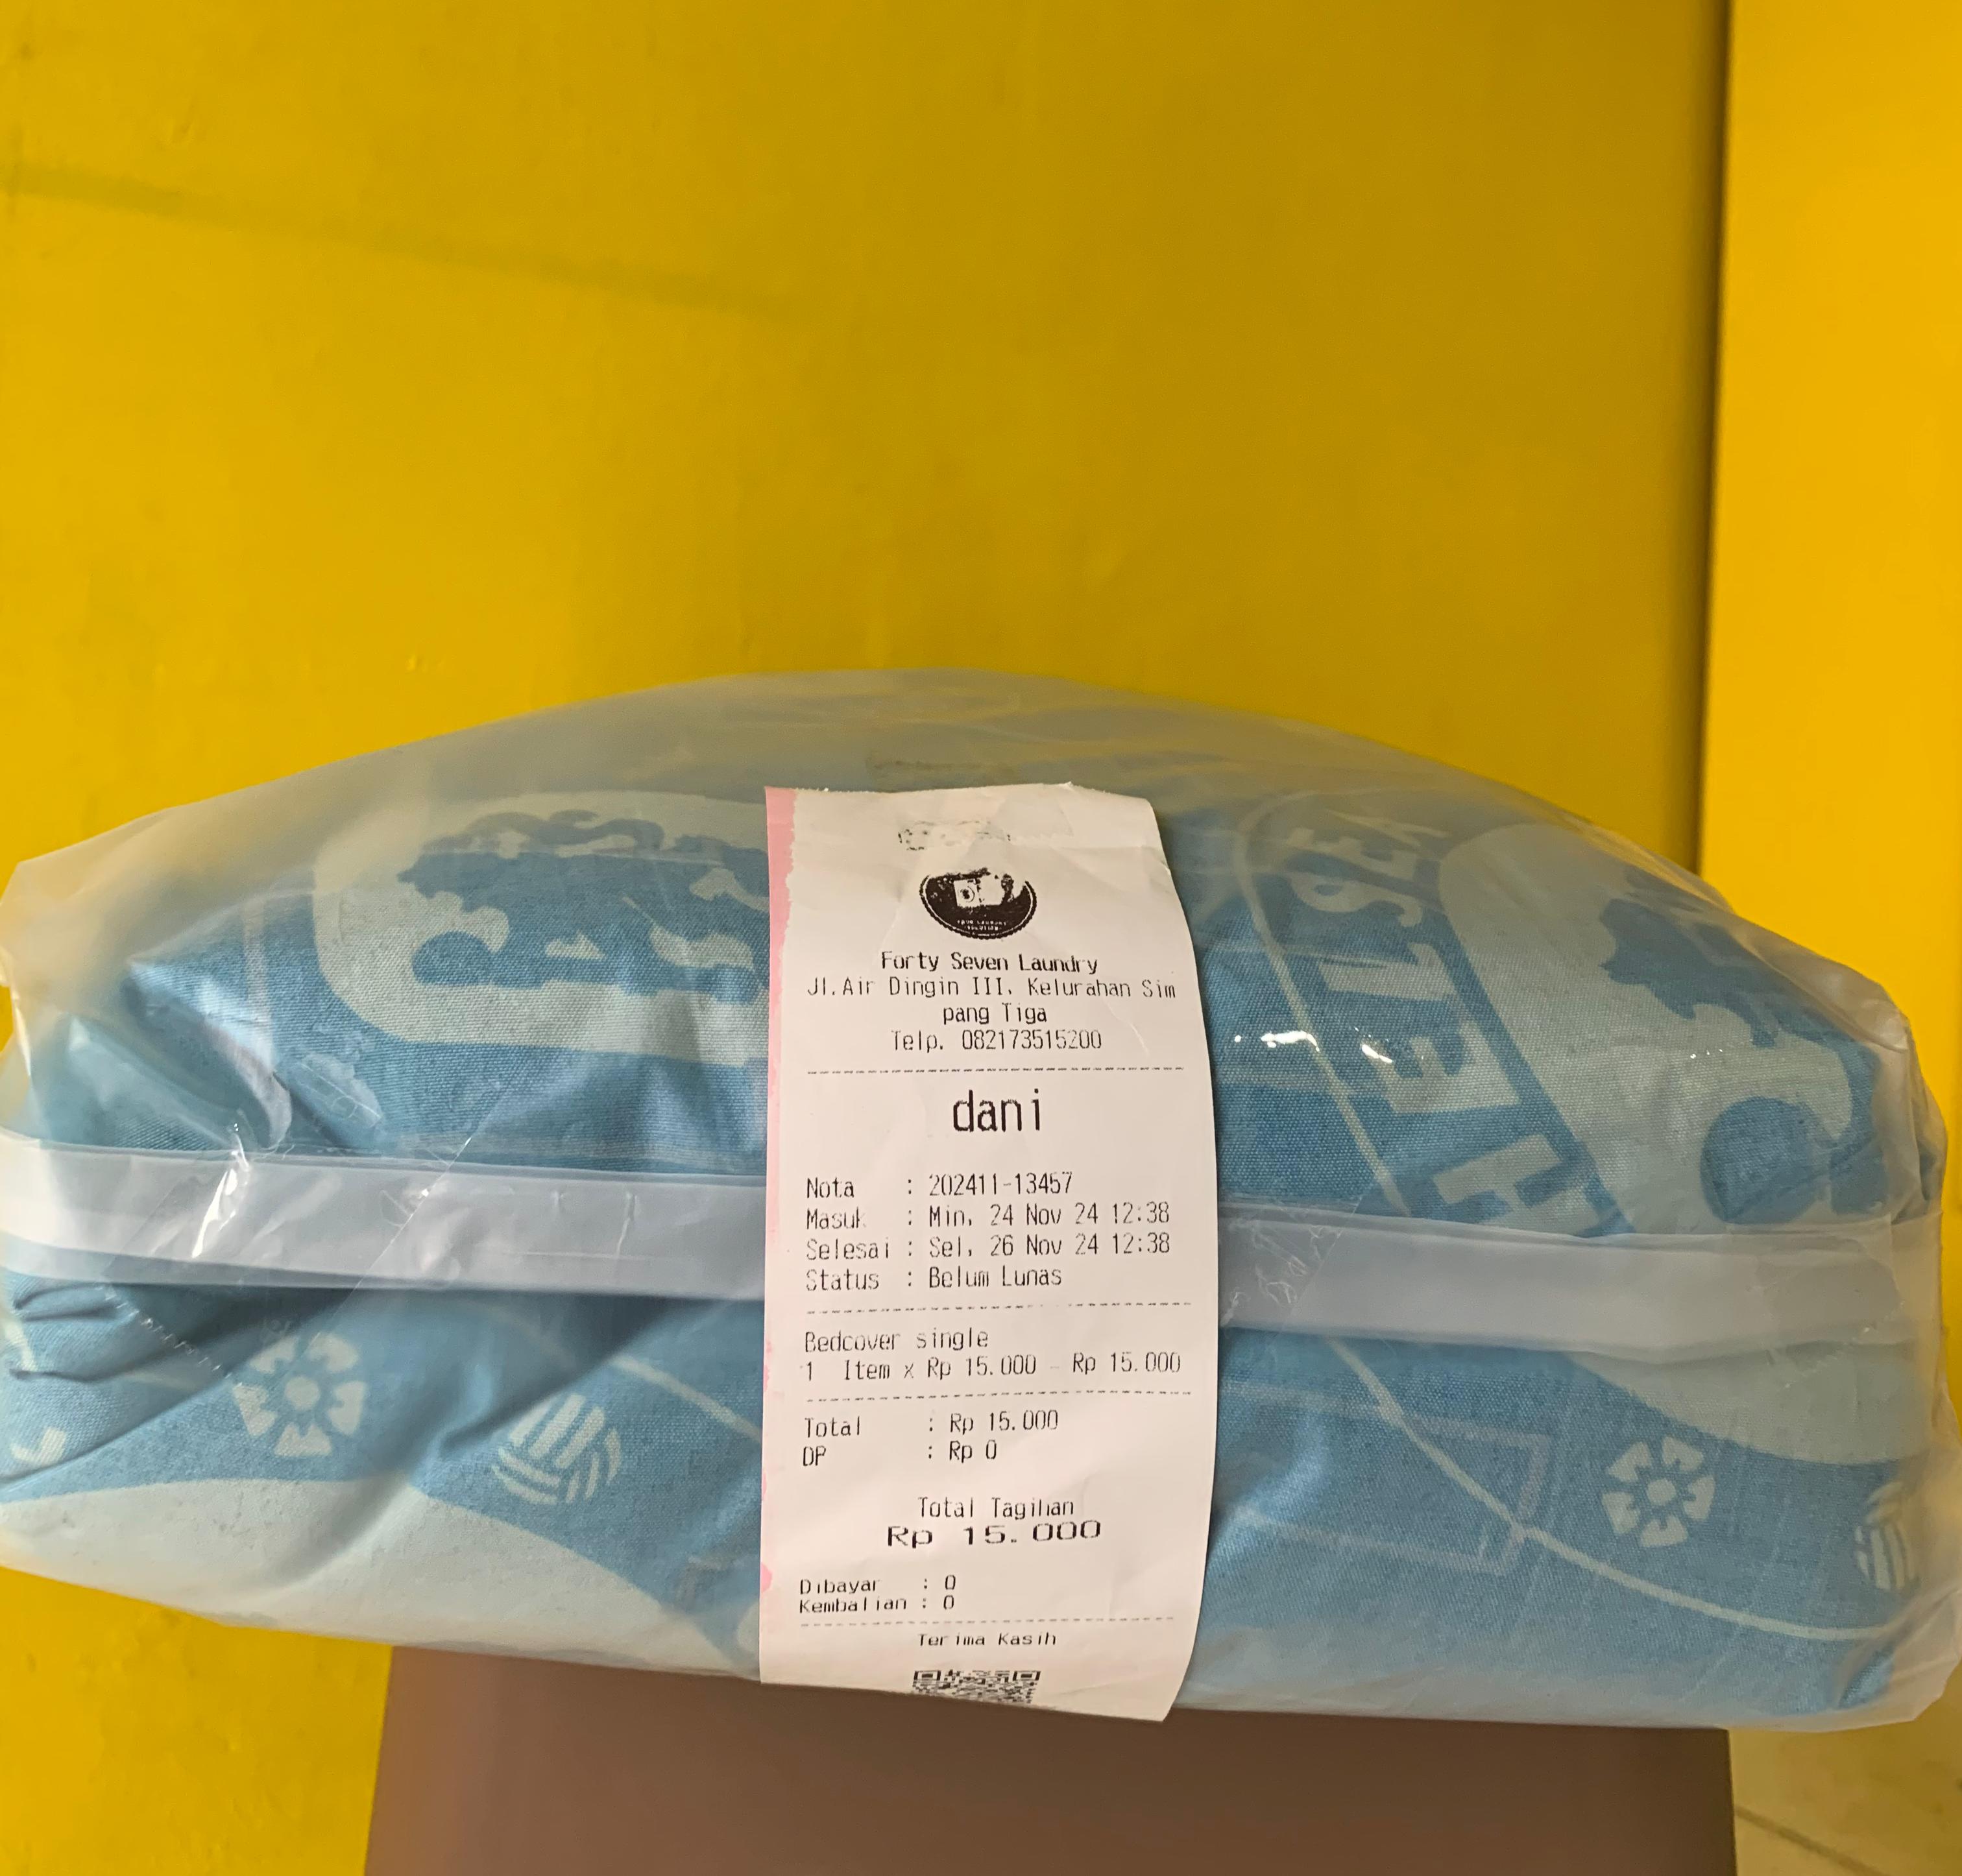 Forty Seven Laundry
Jl.Air Dingin III, Kelurahan Sim
pang Tiga
Telp. 082173515200
dani
Nota : 202411-13457
Masuk : Min, 24 Nov 24 12:38
Selesai : Sel, 26 Nov 24 12:38
Status : Belum Lunas
Bedcover single
1 Item x Rp 15.000 - Rp 15.000
Total : Rp 15.000
DP : Rp 0
Total Tagihan
Rp 15.000
Dibayar : 0
Kembalian : 0
Terima Kasih
CHELSEA